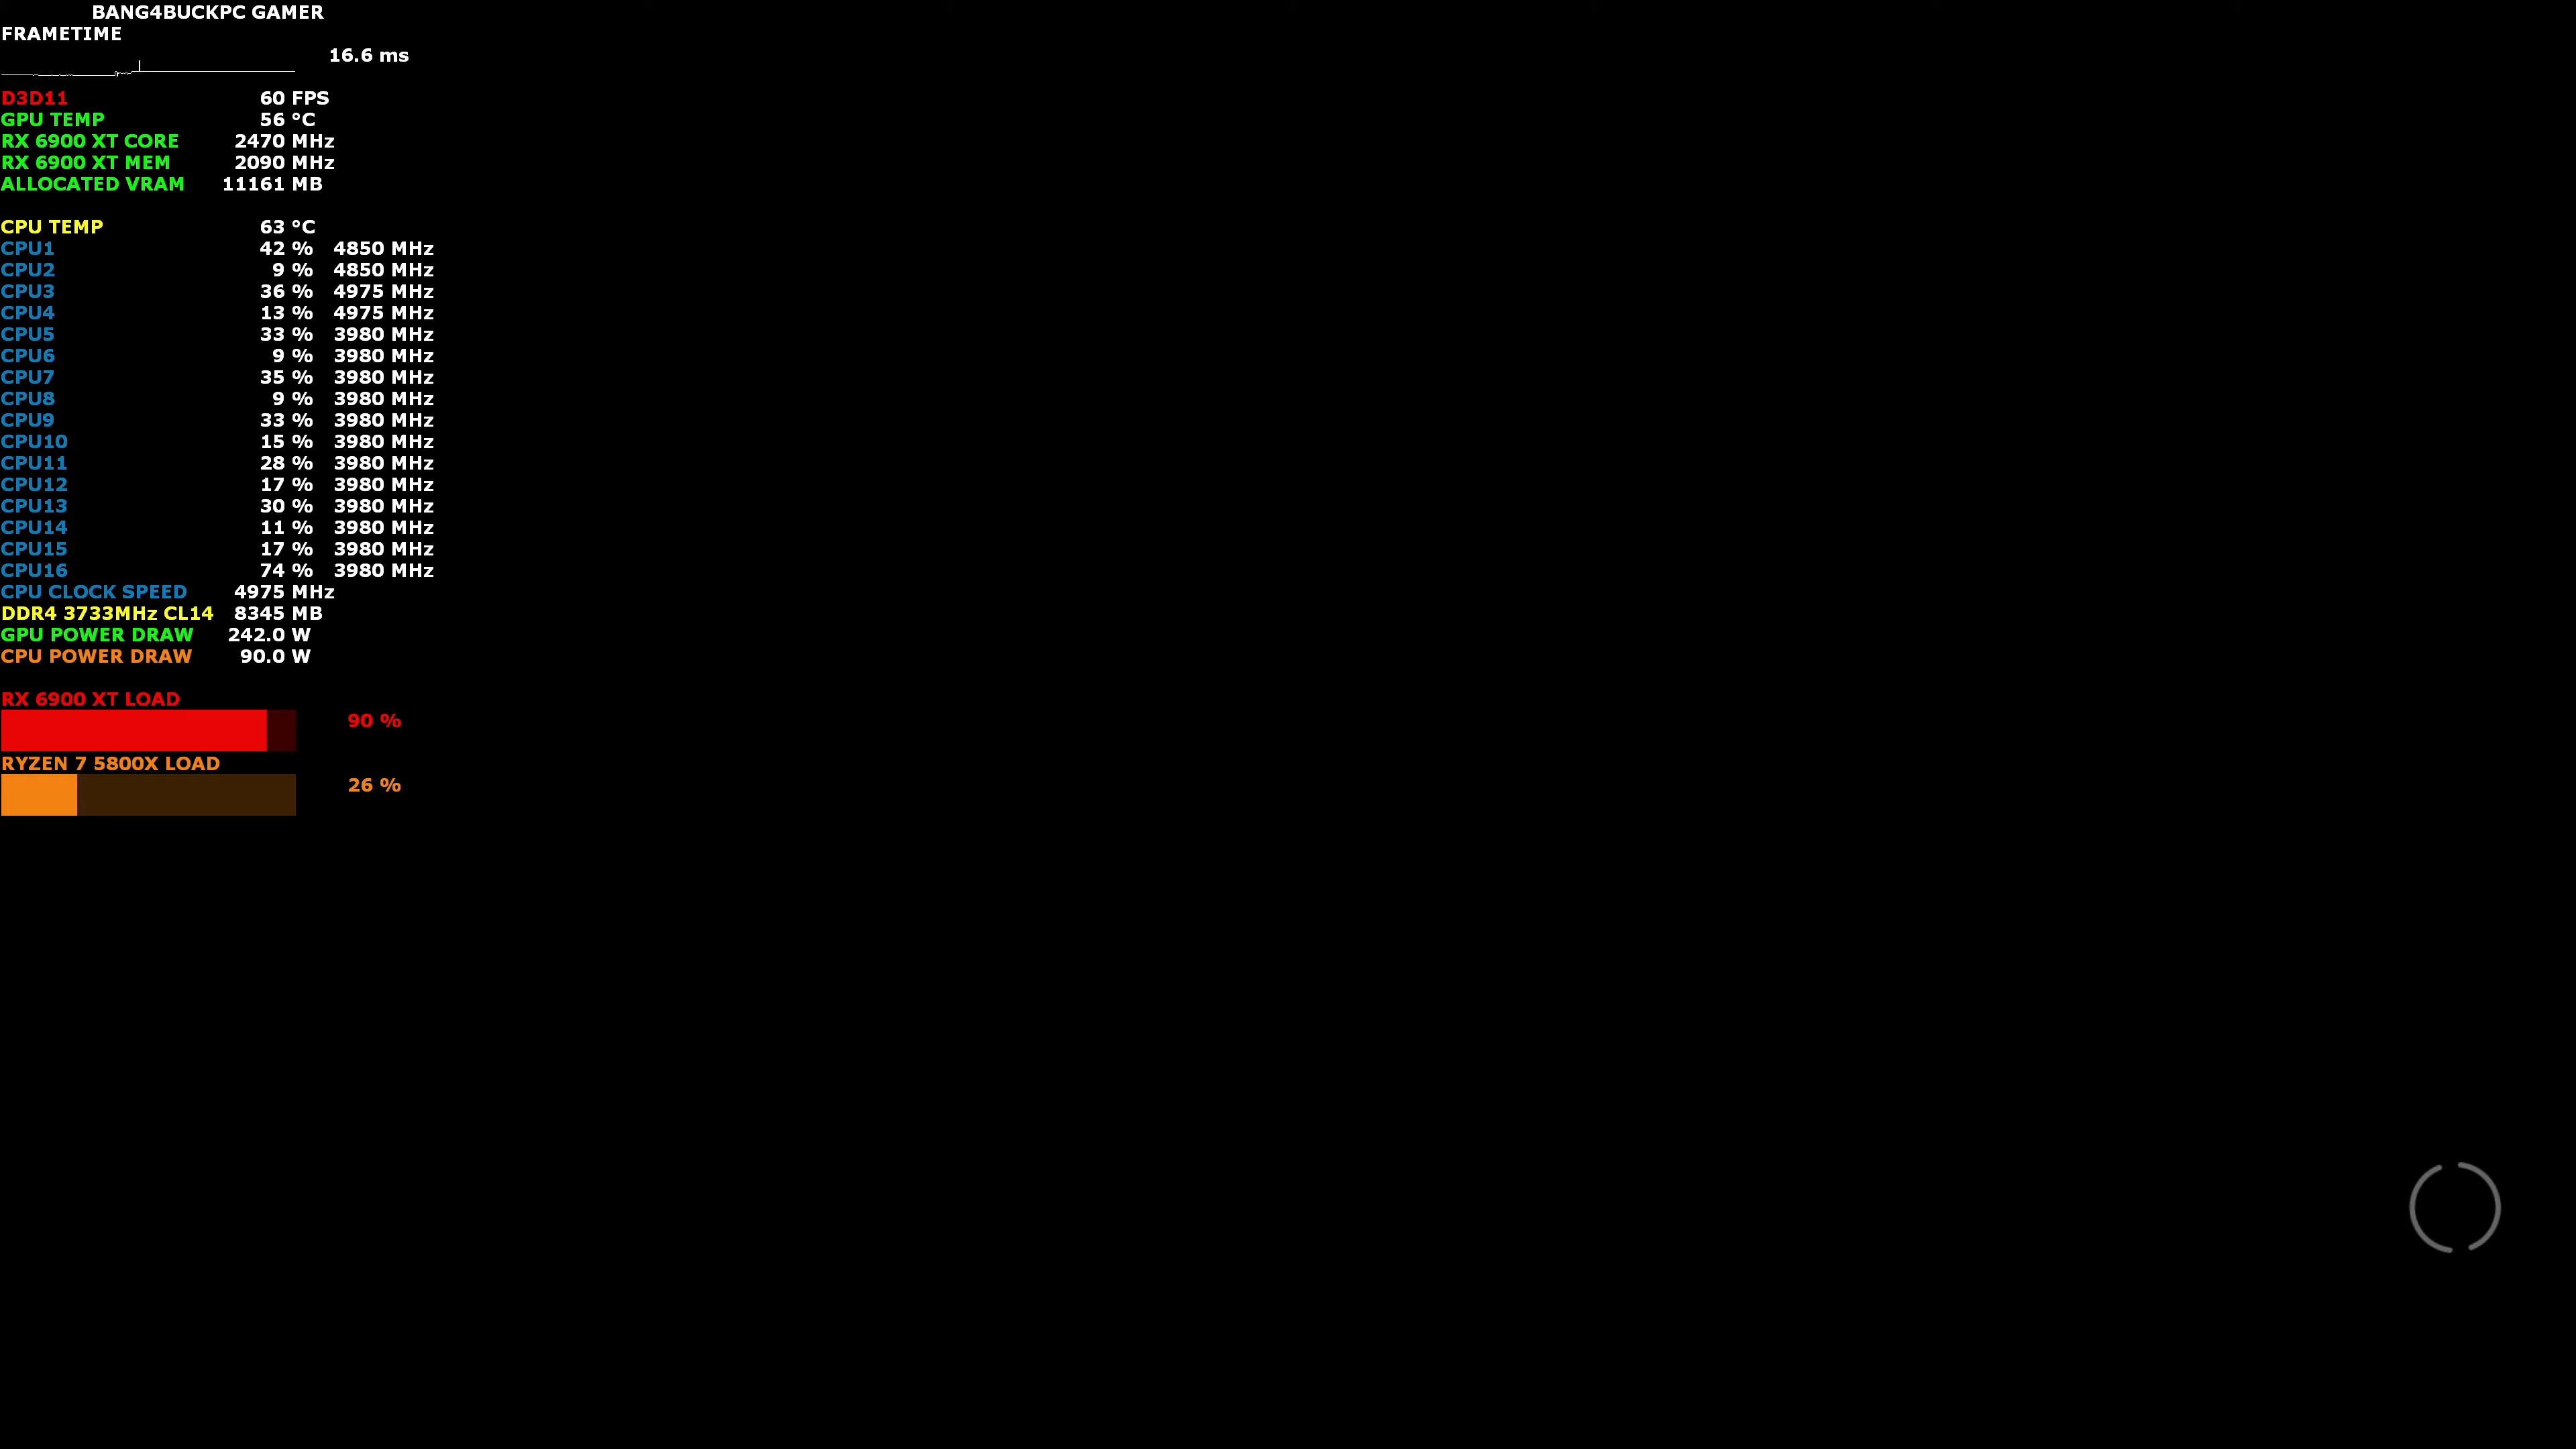 BANG4BUCKPC GAMER
FRAMETIME
16.6 ms
D3D11 60 FPS
GPU TEMP 56 °C
RX 6900 XT CORE 2470 MHz
RX 6900 XT MEM 2090 MHz
ALLOCATED VRAM 11161 MB
CPU TEMP 63 °C
CPU1 42 % 4850 MHz
CPU2 9 % 4850 MHz
CPU3 36 % 4975 MHz
CPU4 13 % 4975 MHz
CPU5 33 % 3980 MHz
CPU6 9 % 3980 MHz
CPU7 35 % 3980 MHz
CPU8 9 % 3980 MHz
CPU9 33 % 3980 MHz
CPU10 15 % 3980 MHz
CPU11 28 % 3980 MHz
CPU12 17 % 3980 MHz
CPU13 30 % 3980 MHz
CPU14 11 % 3980 MHz
CPU15 17 % 3980 MHz
CPU16 74 % 3980 MHz
CPU CLOCK SPEED 4975 MHz
DDR4 3733MHz CL14 8345 MB
GPU POWER DRAW 242.0 W
CPU POWER DRAW 90.0 W
RX 6900 XT LOAD
90 %
RYZEN 7 5800X LOAD
26 %